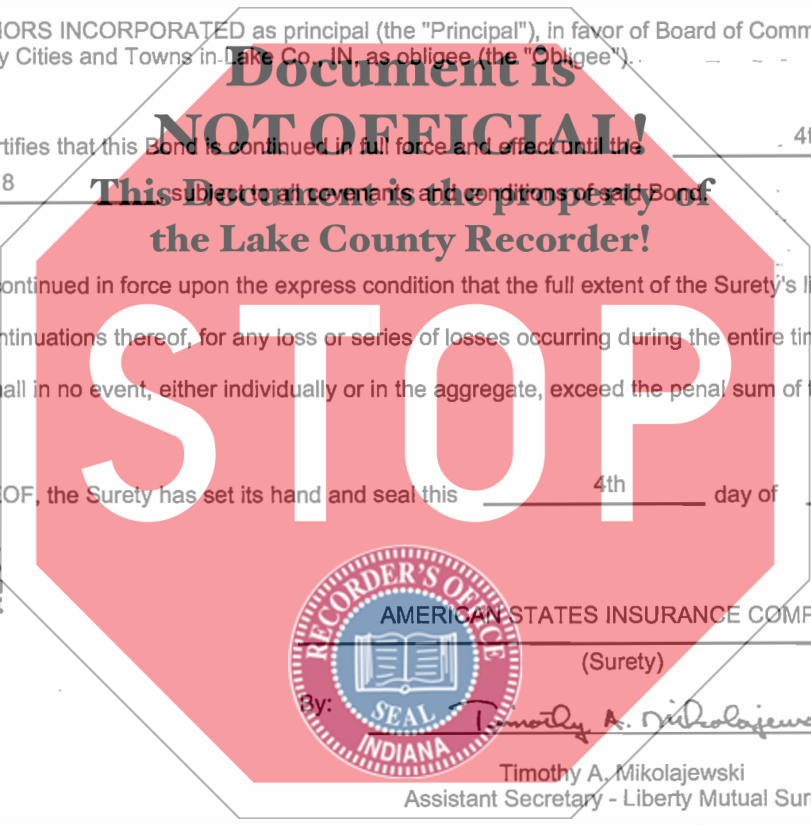 IORS INCORPORATED as principal (the "Principal"), in favor of Board of Comm
y Cities and Towns in Lake Co., IN, as obligee (the "Obligee").
Document is
NOT OFFICIAL!
This Document is the property of
the Lake County Recorder!
rtifies that this Bond is continued in full force and effect until the 4t
8 , subject to all covenants and conditions of said Bond.
ontinued in force upon the express condition that the full extent of the Surety's li
ntinuations thereof, for any loss or series of losses occurring during the entire tim
STOP
hall in no event, either individually or in the aggregate, exceed the penal sum of t
EOF, the Surety has set its hand and seal this 4th day of
RECORDER'S OFFICE
SEAL
INDIANA
AMERICAN STATES INSURANCE COMP
(Surety)
By: Timothy A. Mikolajews
Timothy A. Mikolajewski
Assistant Secretary - Liberty Mutual Sur